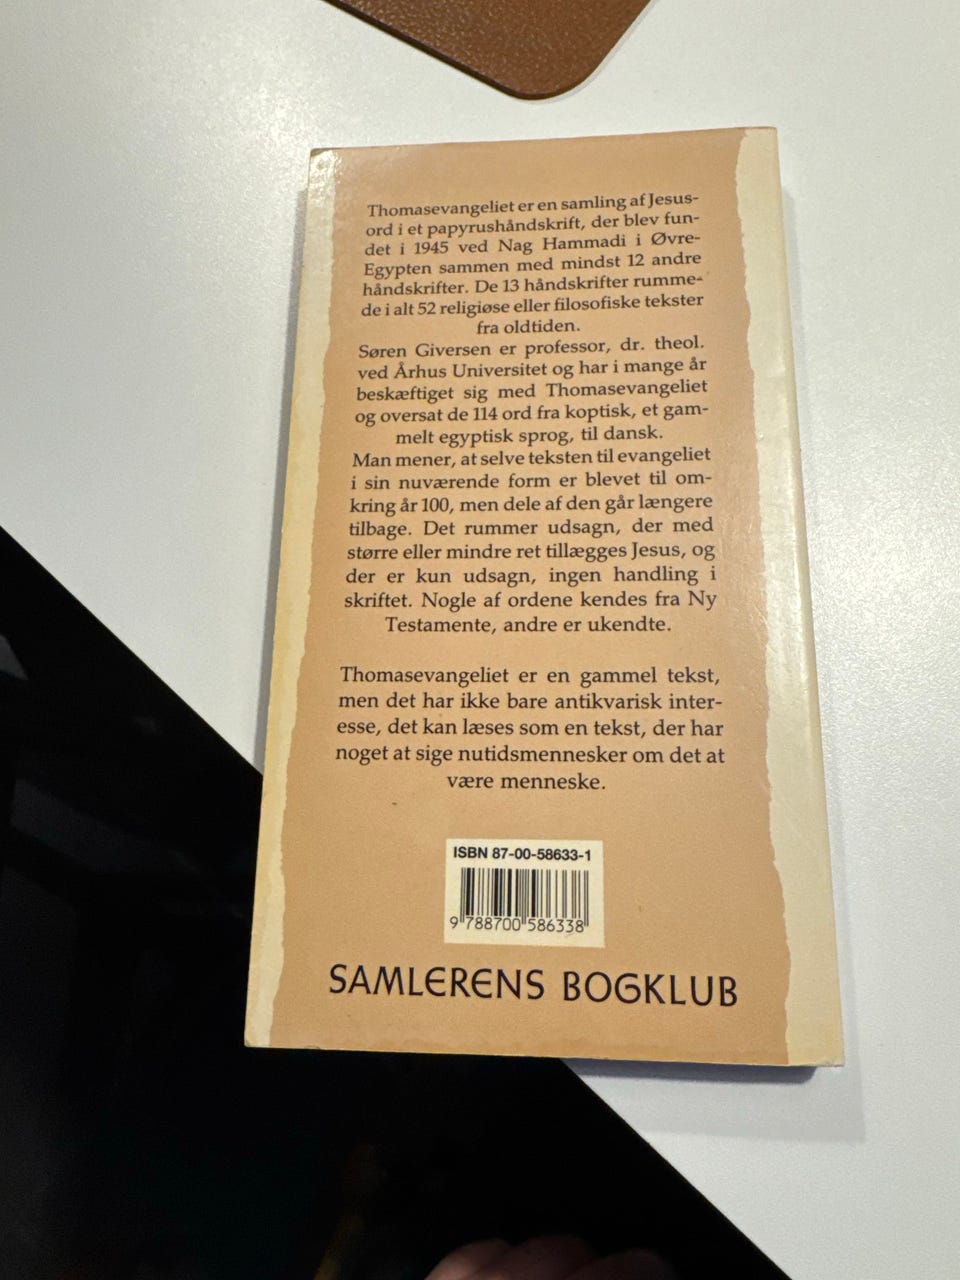 Thomasevangeliet er en samling af Jesus-
ord i et papyrushåndskrift, der blev fun-
det i 1945 ved Nag Hammadi i Øvre-
Egypten sammen med mindst 12 andre
håndskrifter. De 13 håndskrifter rumme-
de i alt 52 religiøse eller filosofiske tekster
fra oldtiden.
Søren Giversen er professor, dr. theol.
ved Århus Universitet og har i mange år
beskæftiget sig med Thomasevangeliet
og oversat de 114 ord fra koptisk, et gam-
melt egyptisk sprog, til dansk.
Man mener, at selve teksten til evangeliet
i sin nuværende form er blevet til om-
kring år 100, men dele af den går længere
tilbage. Det rummer udsagn, der med
større eller mindre ret tillægges Jesus, og
der er kun udsagn, ingen handling i
skriftet. Nogle af ordene kendes fra Ny
Testamente, andre er ukendte.
Thomasevangeliet er en gammel tekst,
men det har ikke bare antikvarisk inter-
esse, det kan læses som en tekst, der har
noget at sige nutidsmennesker om det at
være menneske.
ISBN 87-00-58633-1
9 788700 586338
SAMLERENS BOGKLUB